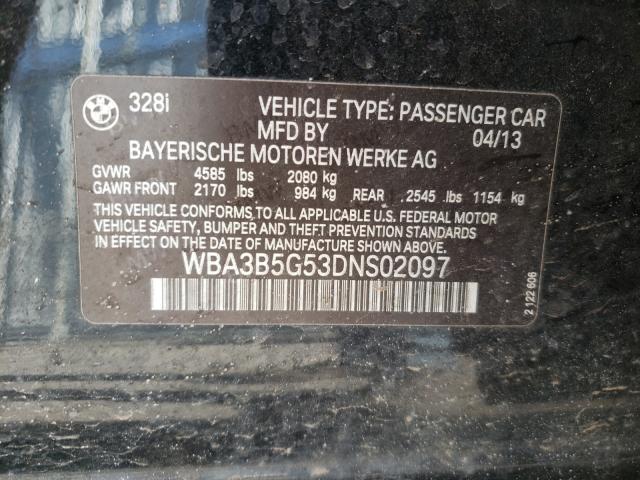 BMW 328i VEHICLE TYPE: PASSENGER CAR
MFD BY 04/13
BAYERISCHE MOTOREN WERKE AG
GVWR 4585 lbs 2080 kg
GAWR FRONT 2170 lbs 984 kg REAR 2545 lbs 1154 kg
THIS VEHICLE CONFORMS TO ALL APPLICABLE U.S. FEDERAL MOTOR
VEHICLE SAFETY, BUMPER AND THEFT PREVENTION STANDARDS
IN EFFECT ON THE DATE OF MANUFACTURE SHOWN ABOVE.
WBA3B5G53DNS02097
2 122 606